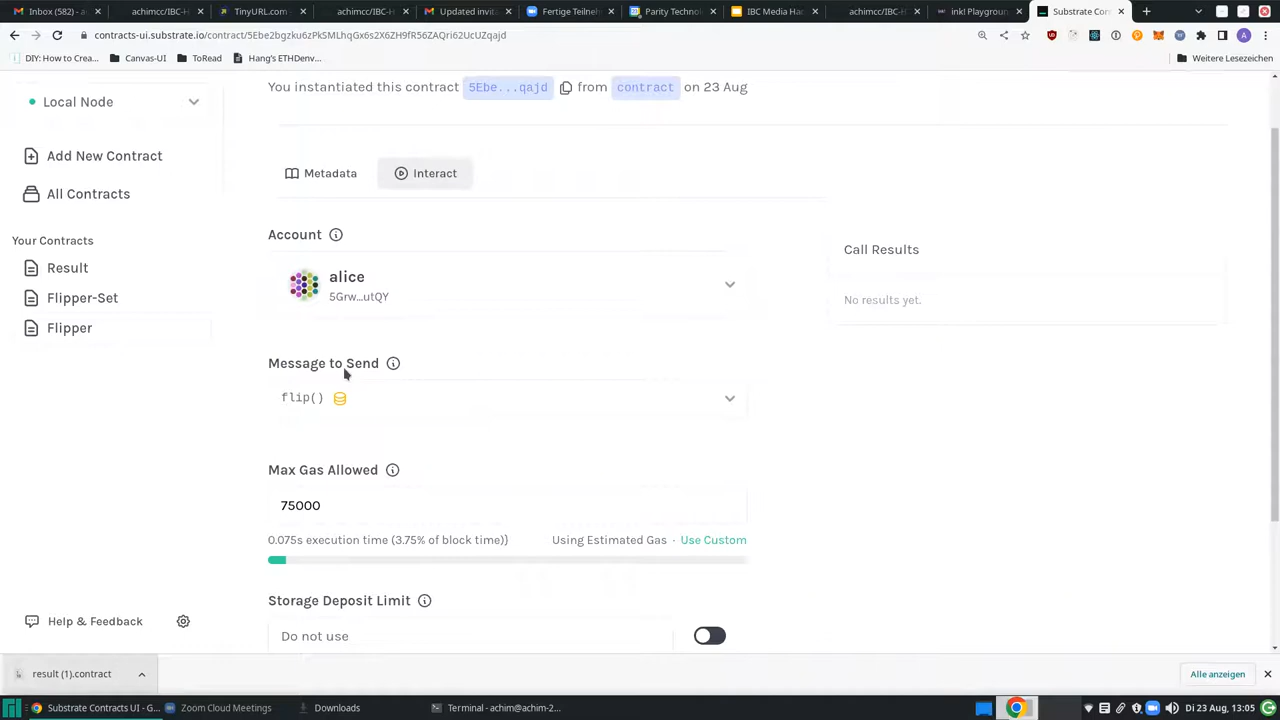 Inbox (582) - a
achimcc/IBC-H
TinyURL.com
achimcc/IBC-H
Updated invita
Fertige Teilneh
Parity Technol
IBC Media Hac
achimcc/IBC-H
ink! Playgroun
Substrate Con
contracts-ui.substrate.io/contract/5Ebe2bgzku6zPkSMLhqGx6s2X6ZH9fR56ZAQri62UcUZqajd
DIY: How to Crea...
Canvas-UI
ToRead
Hang's ETHDenv...
Weitere Lesezeichen
You instantiated this contract 5Ebe...qajd from contract on 23 Aug
Local Node
Add New Contract
All Contracts
Your Contracts
Result
Flipper-Set
Flipper
Metadata
Interact
Account
alice
5Grw...utQY
Message to Send
flip()
Max Gas Allowed
75000
0.075s execution time (3.75% of block time))
Using Estimated Gas · Use Custom
Storage Deposit Limit
Do not use
Call Results
No results yet.
Help & Feedback
result (1).contract
Alle anzeigen
Substrate Contracts UI - G...
Zoom Cloud Meetings
Downloads
Terminal - achim@achim-2...
Di 23 Aug, 13:05